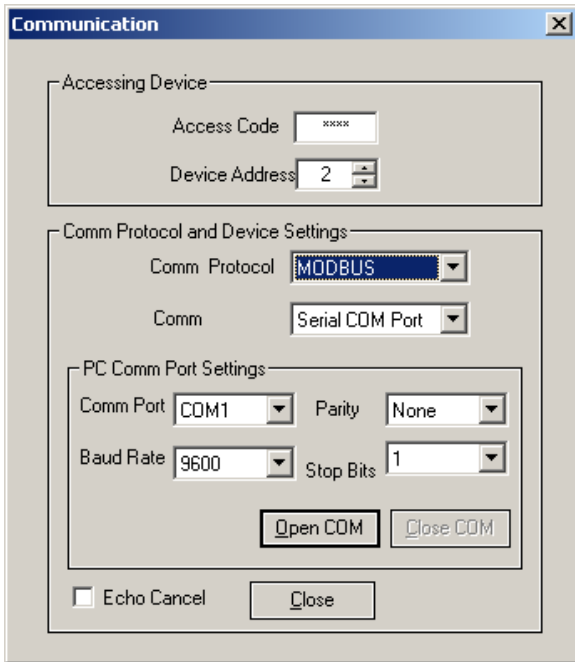 Communication
Accessing Device
Access Code ****
Device Address 2
Comm Protocol and Device Settings
Comm Protocol MODBUS
Comm Serial COM Port
PC Comm Port Settings
Comm Port COM1 Parity None
Baud Rate 9600 Stop Bits 1
Open COM Close COM
Echo Cancel Close